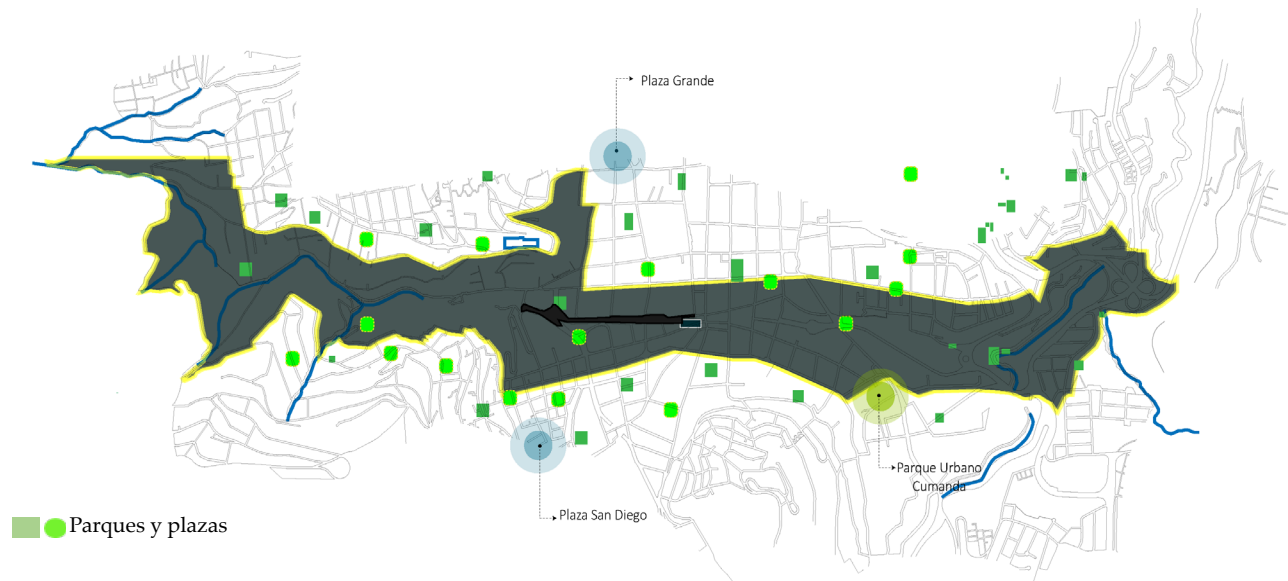 Plaza Grande
Parque Urbano
Cumanda
Plaza San Diego
Parques y plazas